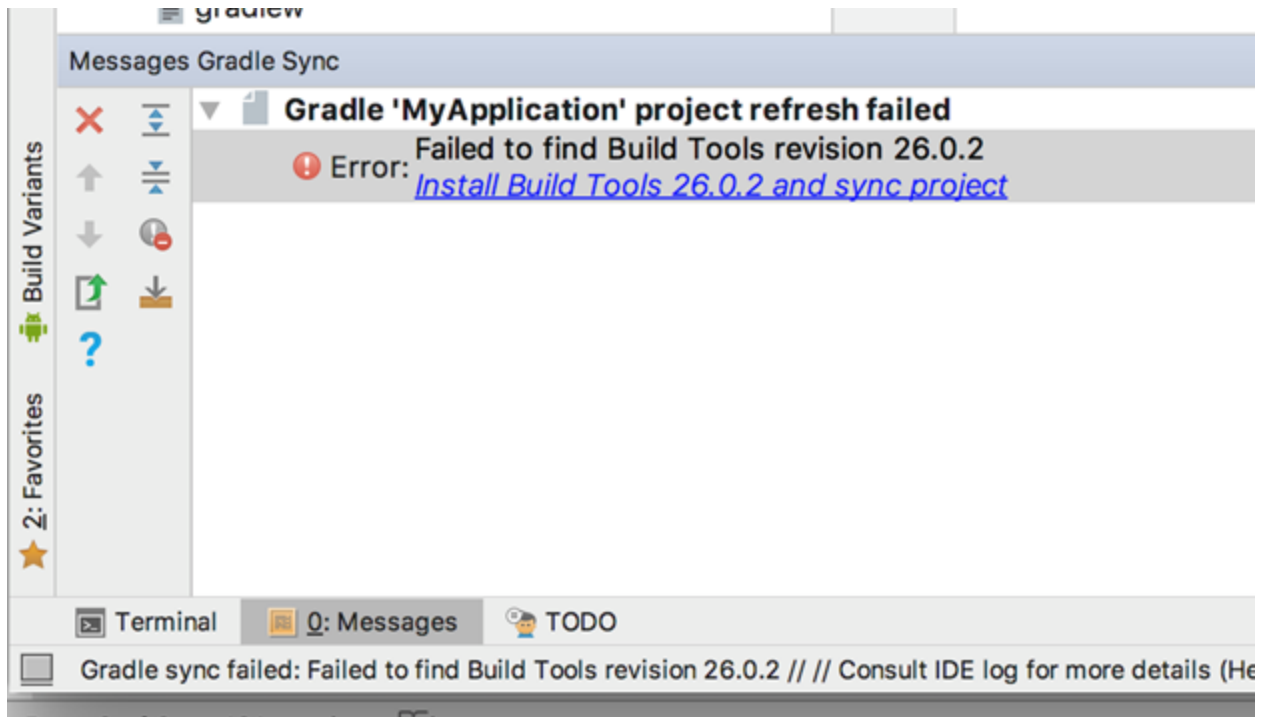 gradlew
Messages Gradle Sync
Gradle 'MyApplication' project refresh failed
Error: Failed to find Build Tools revision 26.0.2
Install Build Tools 26.0.2 and sync project
Build Variants
2: Favorites
Terminal
0: Messages
TODO
Gradle sync failed: Failed to find Build Tools revision 26.0.2 // // Consult IDE log for more details (He